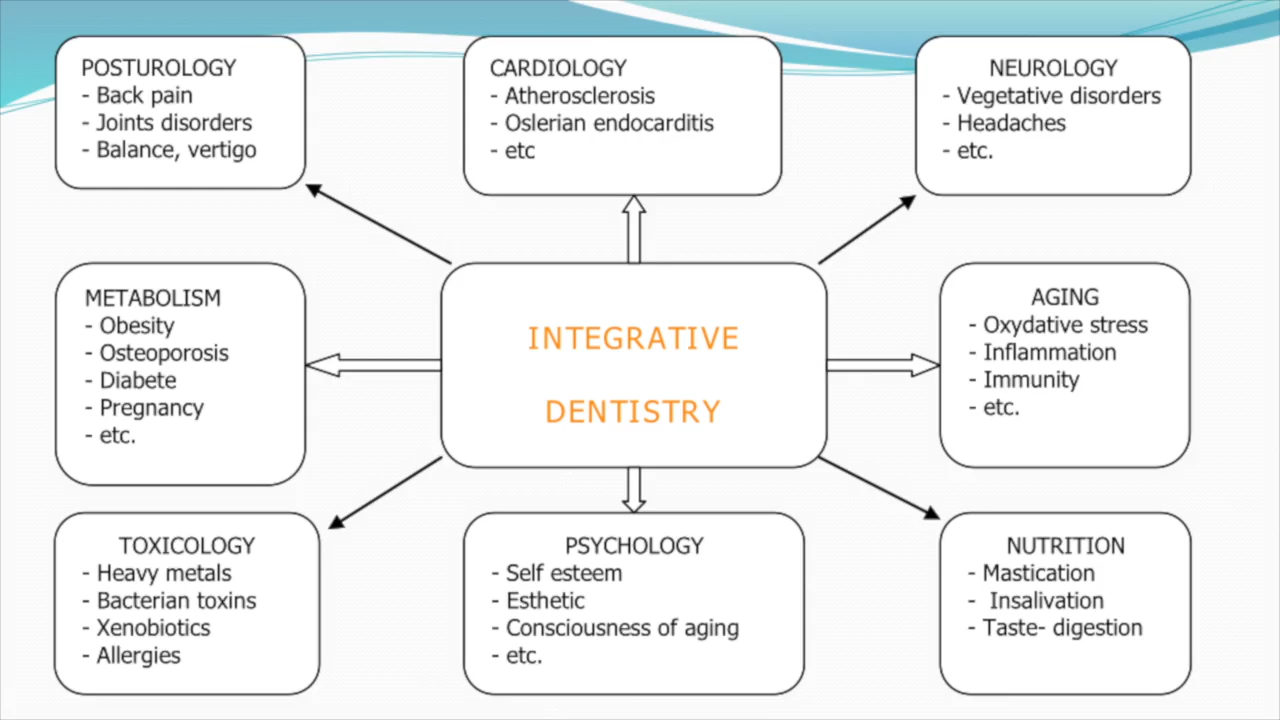 POSTUROLOGY
- Back pain
- Joints disorders
- Balance, vertigo
CARDIOLOGY
- Atherosclerosis
- Oslerian endocarditis
- etc
NEUROLOGY
- Vegetative disorders
- Headaches
- etc.
METABOLISM
- Obesity
- Osteoporosis
- Diabete
- Pregnancy
- etc.
INTEGRATIVE
DENTISTRY
AGING
- Oxydative stress
- Inflammation
- Immunity
- etc.
TOXICOLOGY
- Heavy metals
- Bacterian toxins
- Xenobiotics
- Allergies
PSYCHOLOGY
- Self esteem
- Esthetic
- Consciousness of aging
- etc.
NUTRITION
- Mastication
- Insalivation
- Taste- digestion